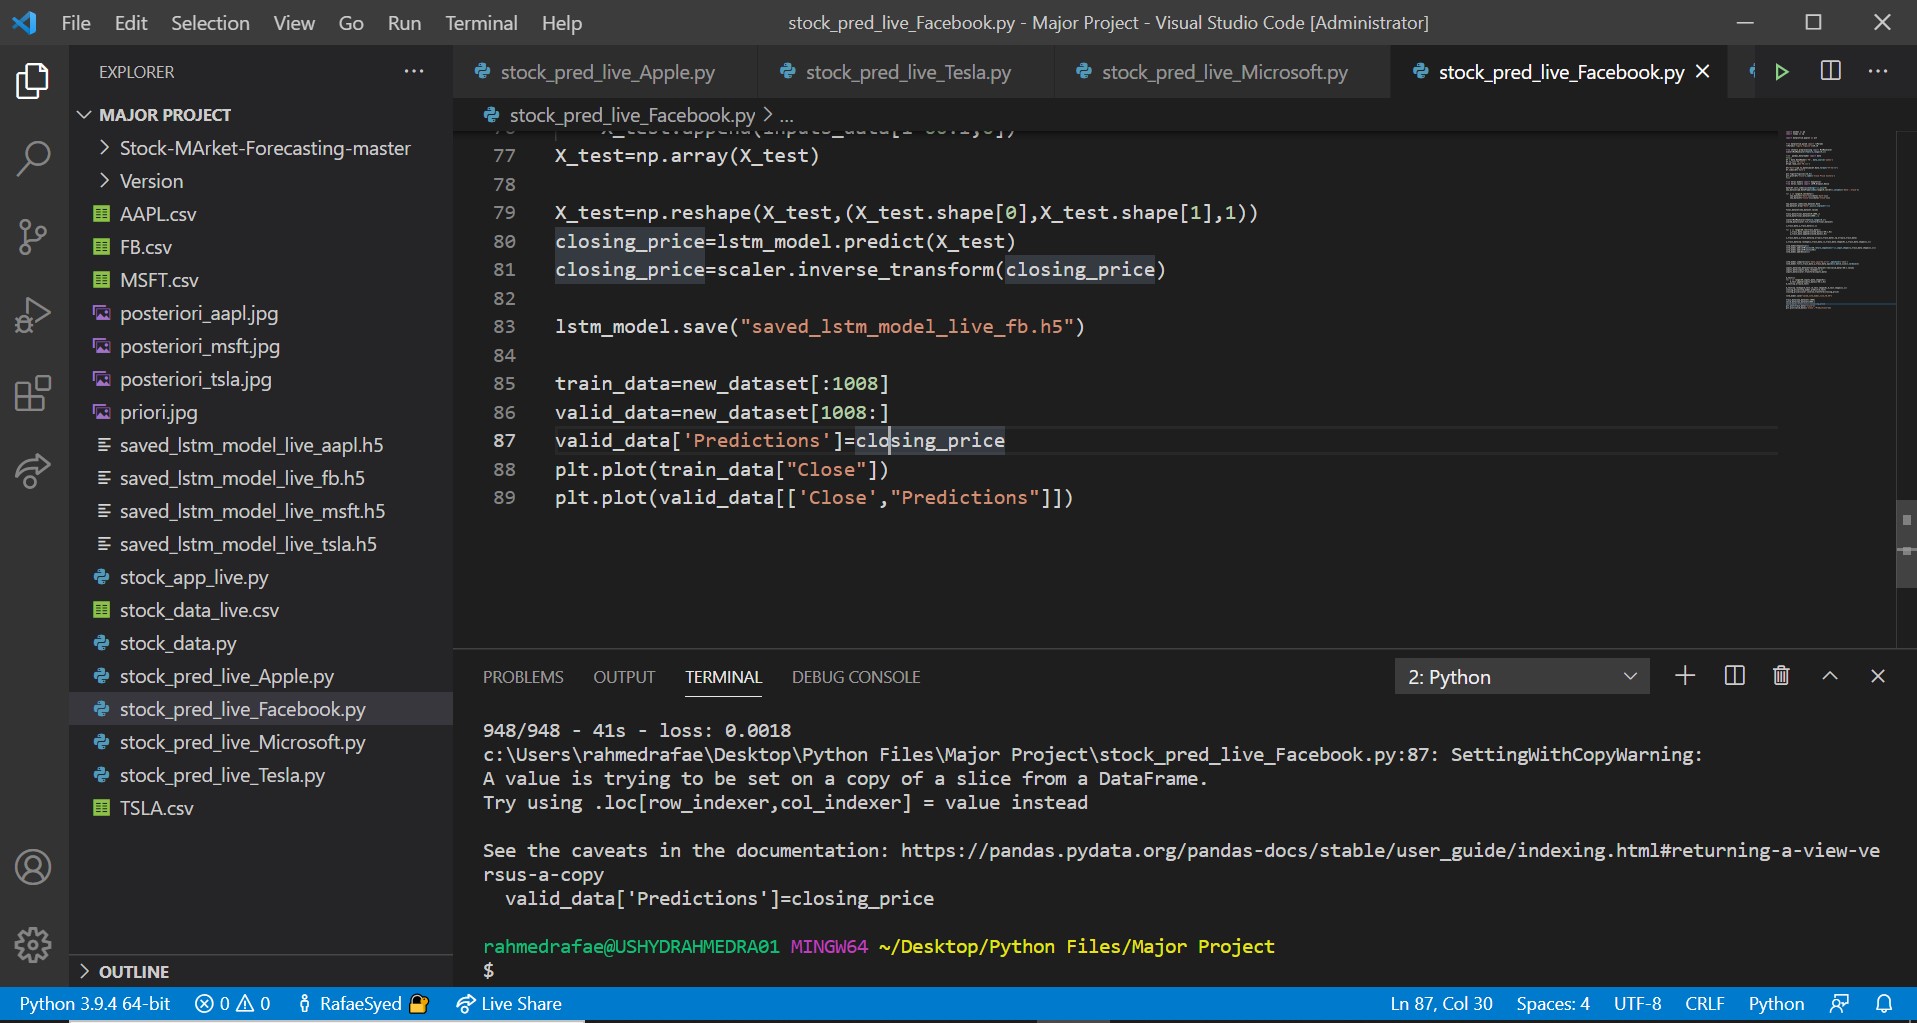 File Edit Selection View Go Run Terminal Help
stock_pred_live_Facebook.py - Major Project - Visual Studio Code [Administrator]
EXPLORER
MAJOR PROJECT
Stock-MArket-Forecasting-master
Version
AAPL.csv
FB.csv
MSFT.csv
posteriori_aapl.jpg
posteriori_msft.jpg
posteriori_tsla.jpg
priori.jpg
saved_lstm_model_live_aapl.h5
saved_lstm_model_live_fb.h5
saved_lstm_model_live_msft.h5
saved_lstm_model_live_tsla.h5
stock_app_live.py
stock_data_live.csv
stock_data.py
stock_pred_live_Apple.py
stock_pred_live_Facebook.py
stock_pred_live_Microsoft.py
stock_pred_live_Tesla.py
TSLA.csv
OUTLINE
stock_pred_live_Apple.py stock_pred_live_Tesla.py stock_pred_live_Microsoft.py stock_pred_live_Facebook.py
stock_pred_live_Facebook.py > ...
77 X_test=np.array(X_test)
78
79 X_test=np.reshape(X_test,(X_test.shape[0],X_test.shape[1],1))
80 closing_price=lstm_model.predict(X_test)
81 closing_price=scaler.inverse_transform(closing_price)
82
83 lstm_model.save("saved_lstm_model_live_fb.h5")
84
85 train_data=new_dataset[:1008]
86 valid_data=new_dataset[1008:]
87 valid_data['Predictions']=closing_price
88 plt.plot(train_data["Close"])
89 plt.plot(valid_data[['Close',"Predictions"]])
PROBLEMS OUTPUT TERMINAL DEBUG CONSOLE
2: Python
948/948 - 41s - loss: 0.0018
c:\Users\rahmedrafae\Desktop\Python Files\Major Project\stock_pred_live_Facebook.py:87: SettingWithCopyWarning:
A value is trying to be set on a copy of a slice from a DataFrame.
Try using .loc[row_indexer,col_indexer] = value instead
See the caveats in the documentation: https://pandas.pydata.org/pandas-docs/stable/user_guide/indexing.html#returning-a-view-ve
rsus-a-copy
valid_data['Predictions']=closing_price
rahmedrafae@USHYDRAHMEDRA01 MINGW64 ~/Desktop/Python Files/Major Project
$
Python 3.9.4 64-bit 0 0 RafaeSyed Live Share
Ln 87, Col 30 Spaces: 4 UTF-8 CRLF Python